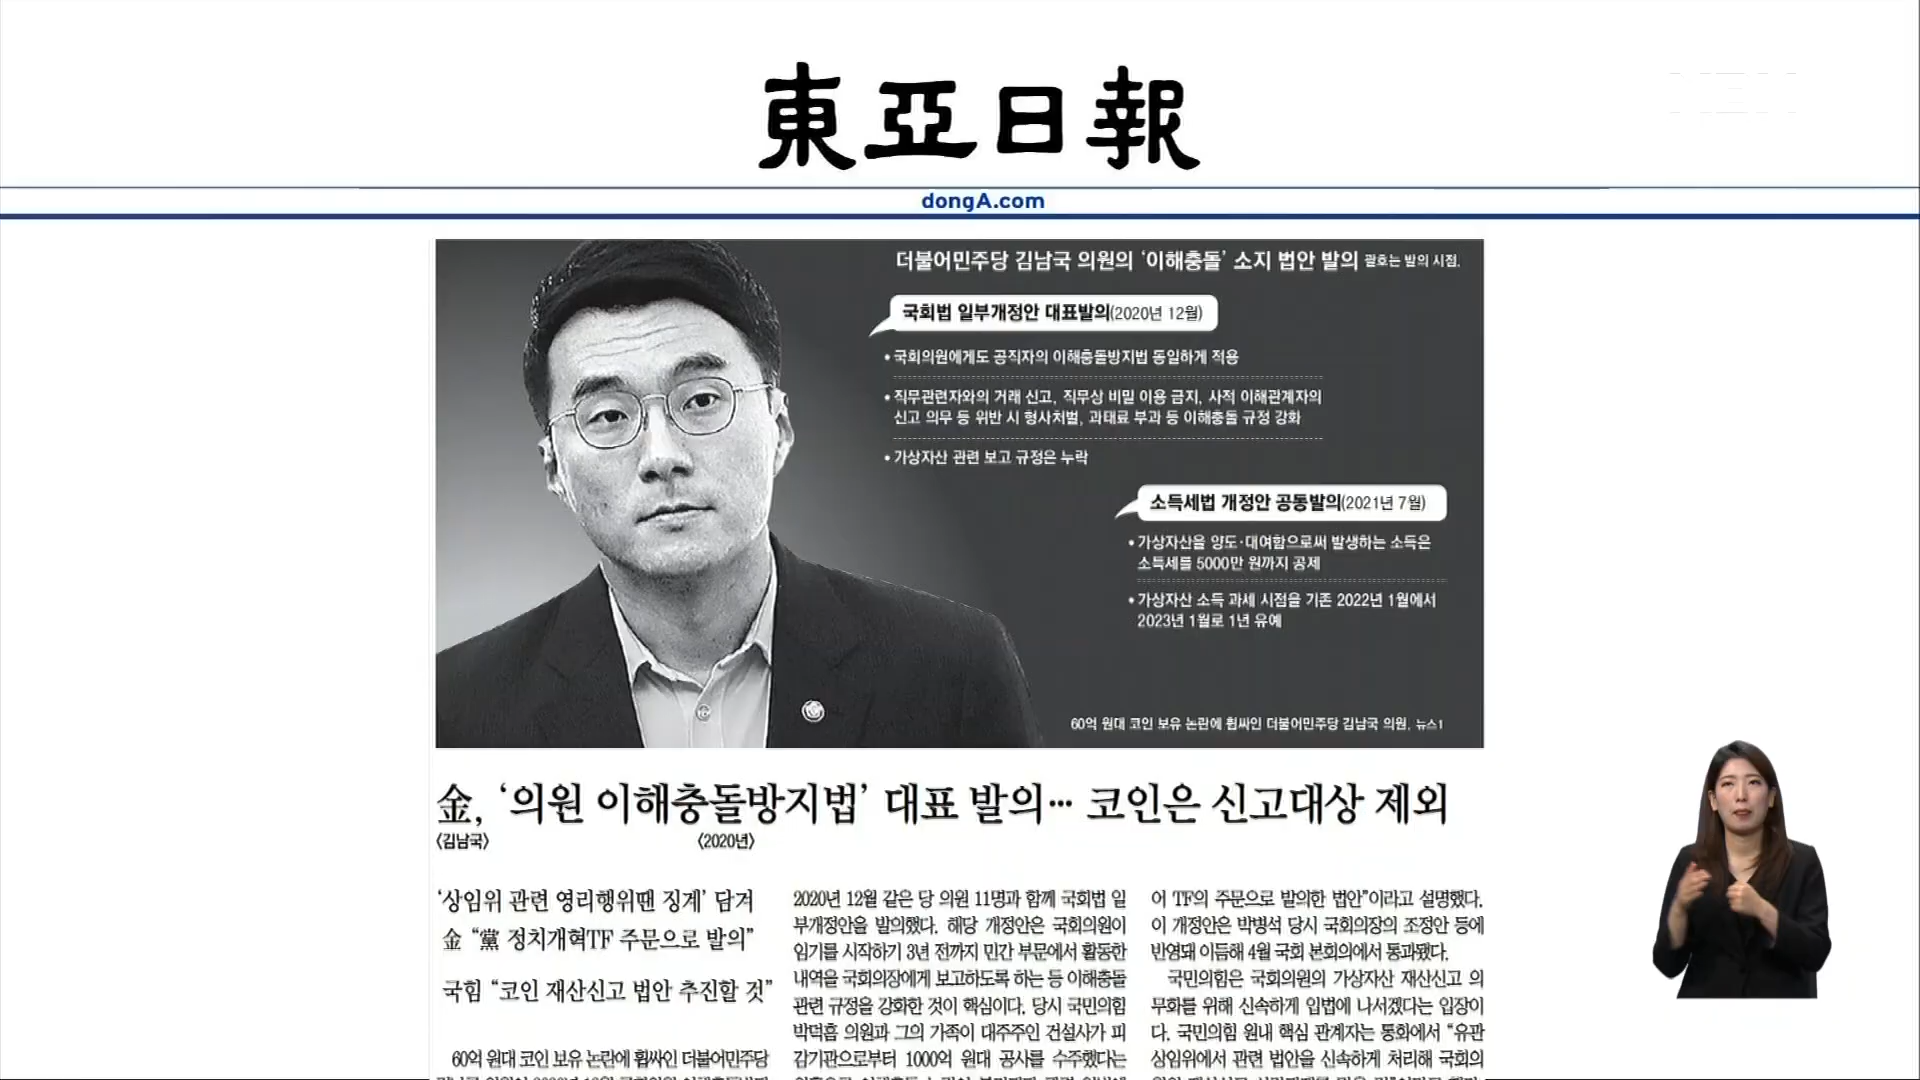 東亞日報
dongA.com
더불어민주당 김남국 의원의 ‘이해충돌’ 소지 법안 발의 괄호는 발의 시점.
국회법 일부개정안 대표발의(2020년 12월)
•국회의원에게도 공직자의 이해충돌방지법 동일하게 적용
•직무관련자와의 거래 신고, 직무상 비밀 이용 금지, 사적 이해관계자의
신고 의무 등 위반 시 형사처벌, 과태료 부과 등 이해충돌 규정 강화
•가상자산 관련 보고 규정은 누락
소득세법 개정안 공동발의(2021년 7월)
•가상자산을 양도·대여함으로써 발생하는 소득은
소득세를 5000만 원까지 공제
•가상자산 소득 과세 시점을 기존 2022년 1월에서
2023년 1월로 1년 유예
60억 원대 코인 보유 논란에 휩싸인 더불어민주당 김남국 의원. 뉴스1
金, ‘의원 이해충돌방지법’ 대표 발의… 코인은 신고대상 제외
〈김남국〉 〈2020년〉
‘상임위 관련 영리행위땐 징계’ 담겨
金 “黨 정치개혁TF 주문으로 발의”
국힘 “코인 재산신고 법안 추진할 것”
60억 원대 코인 보유 논란에 휩싸인 더불어민주당
2020년 12월 같은 당 의원 11명과 함께 국회법 일
부개정안을 발의했다. 해당 개정안은 국회의원이
임기를 시작하기 3년 전까지 민간 부문에서 활동한
내역을 국회의장에게 보고하도록 하는 등 이해충돌
관련 규정을 강화한 것이 핵심이다. 당시 국민의힘
박덕흠 의원과 그의 가족이 대주주인 건설사가 피
감기관으로부터 1000억 원대 공사를 수주했다는
어 TF의 주문으로 발의한 법안”이라고 설명했다.
이 개정안은 박병석 당시 국회의장의 조정안 등에
반영돼 이듬해 4월 국회 본회의에서 통과됐다.
국민의힘은 국회의원의 가상자산 재산신고 의
무화를 위해 신속하게 입법에 나서겠다는 입장이
다. 국민의힘 원내 핵심 관계자는 통화에서 “유관
상임위에서 관련 법안을 신속하게 처리해 국회의